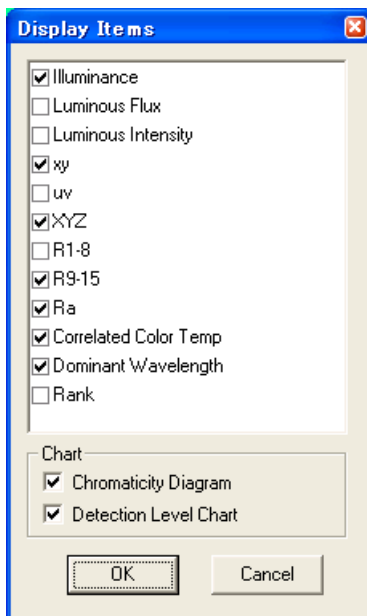 Display Items
Illuminance
Luminous Flux
Luminous Intensity
xy
uv
XYZ
R1-8
R9-15
Ra
Correlated Color Temp
Dominant Wavelength
Rank
Chart
Chromaticity Diagram
Detection Level Chart
OK
Cancel